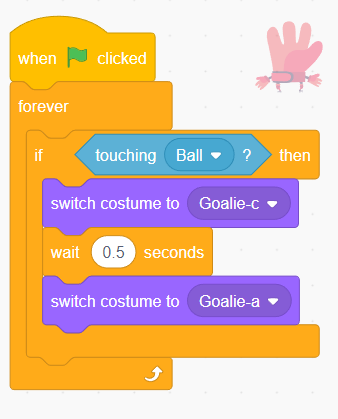 when clicked
forever
if touching Ball ? then
switch costume to Goalie-c
wait 0.5 seconds
switch costume to Goalie-a